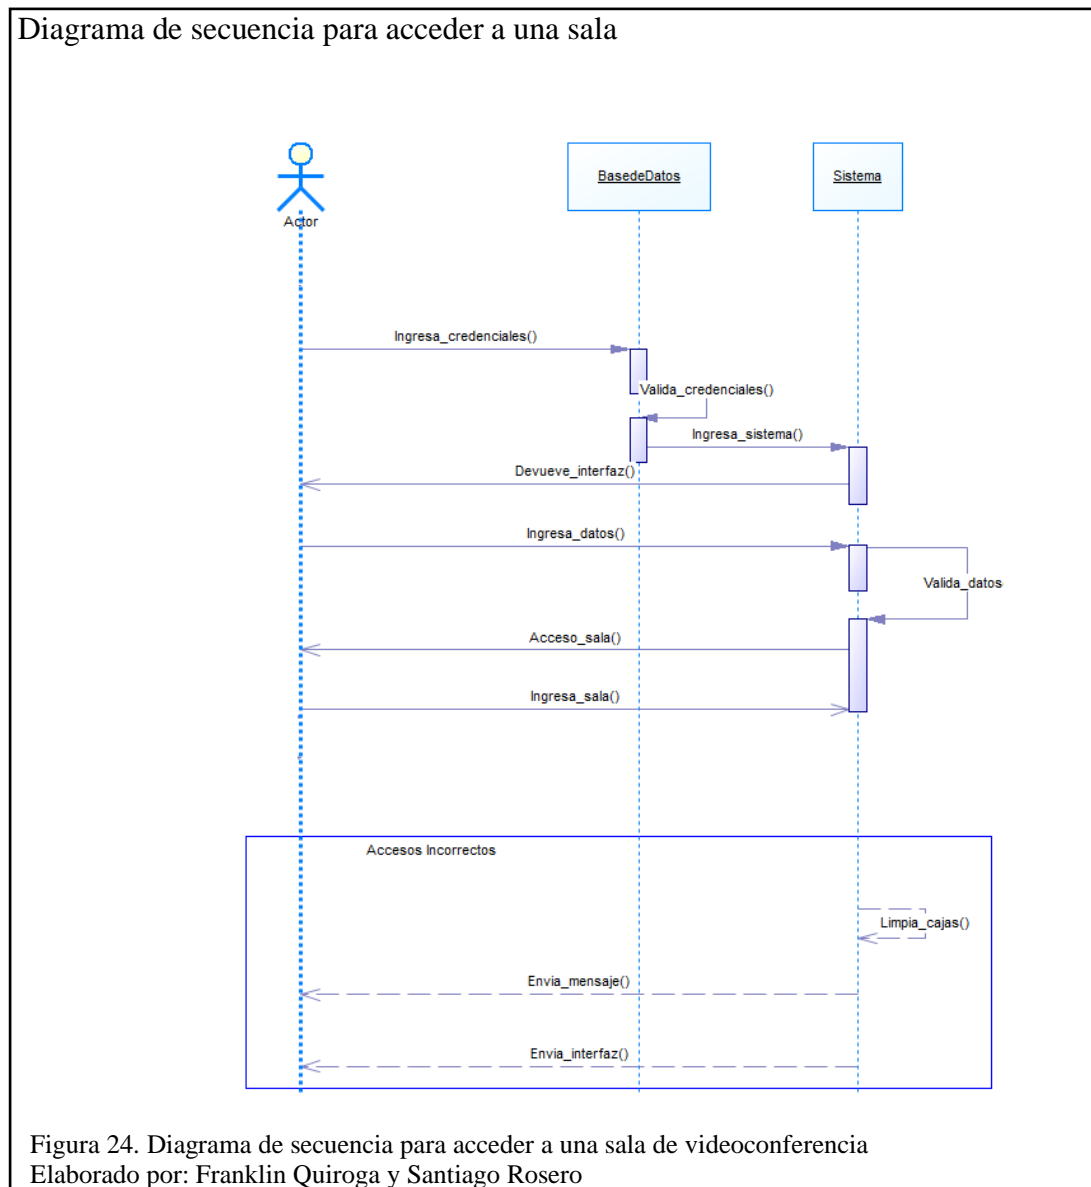 Diagrama de secuencia para acceder a una sala
BasedeDatos
Sistema
Actor
Ingresa_credenciales()
Valida_credenciales()
Ingresa_sistema()
Devueve_interfaz()
Ingresa_datos()
Valida_datos
Acceso_sala()
Ingresa_sala()
Accesos Incorrectos
Limpia_cajas()
Envia_mensaje()
Envia_interfaz()
Figura 24. Diagrama de secuencia para acceder a una sala de videoconferencia
Elaborado por: Franklin Quiroga y Santiago Rosero